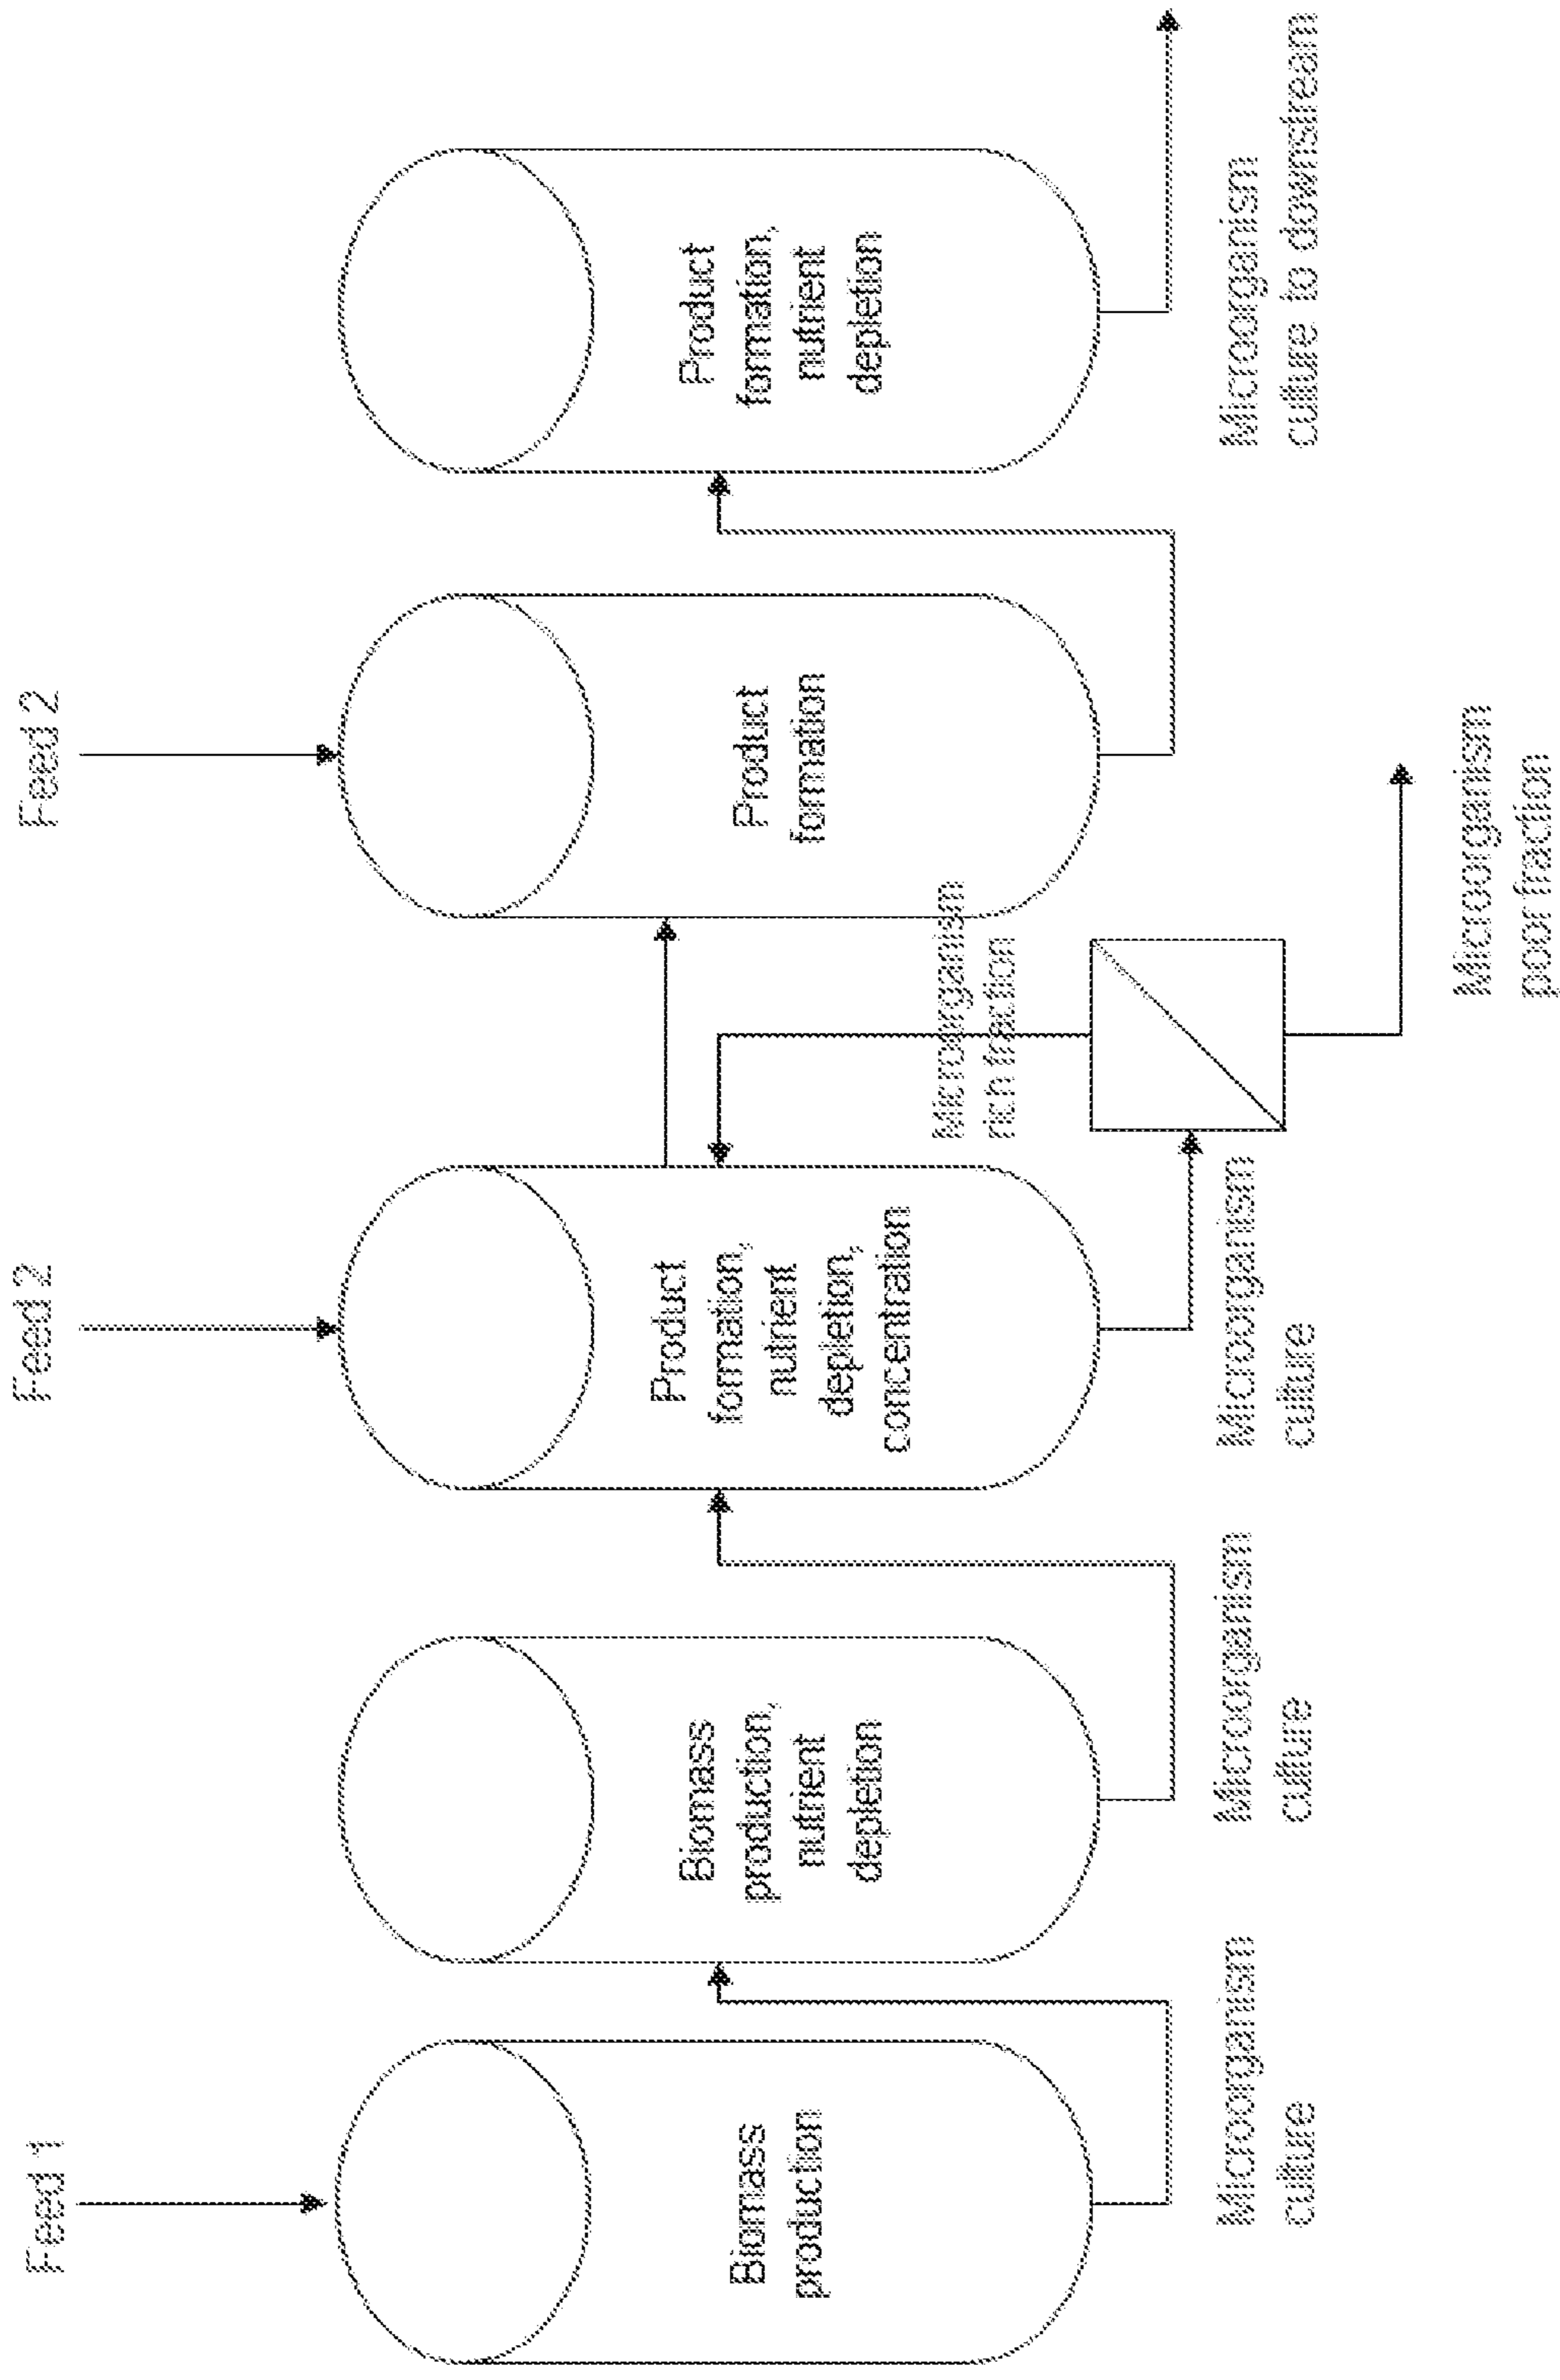 Feed 1
Feed 2
Feed 2
Biomass
production
Biomass
production,
nutrient
depletion
Product
formation,
nutrient
depletion,
concentration
Product
formation
Product
formation,
nutrient
depletion
Microorganism
rich fraction
Microorganism
culture
Microorganism
culture
Microorganism
culture
Microorganism
culture to downstream
Microorganism
poor fraction